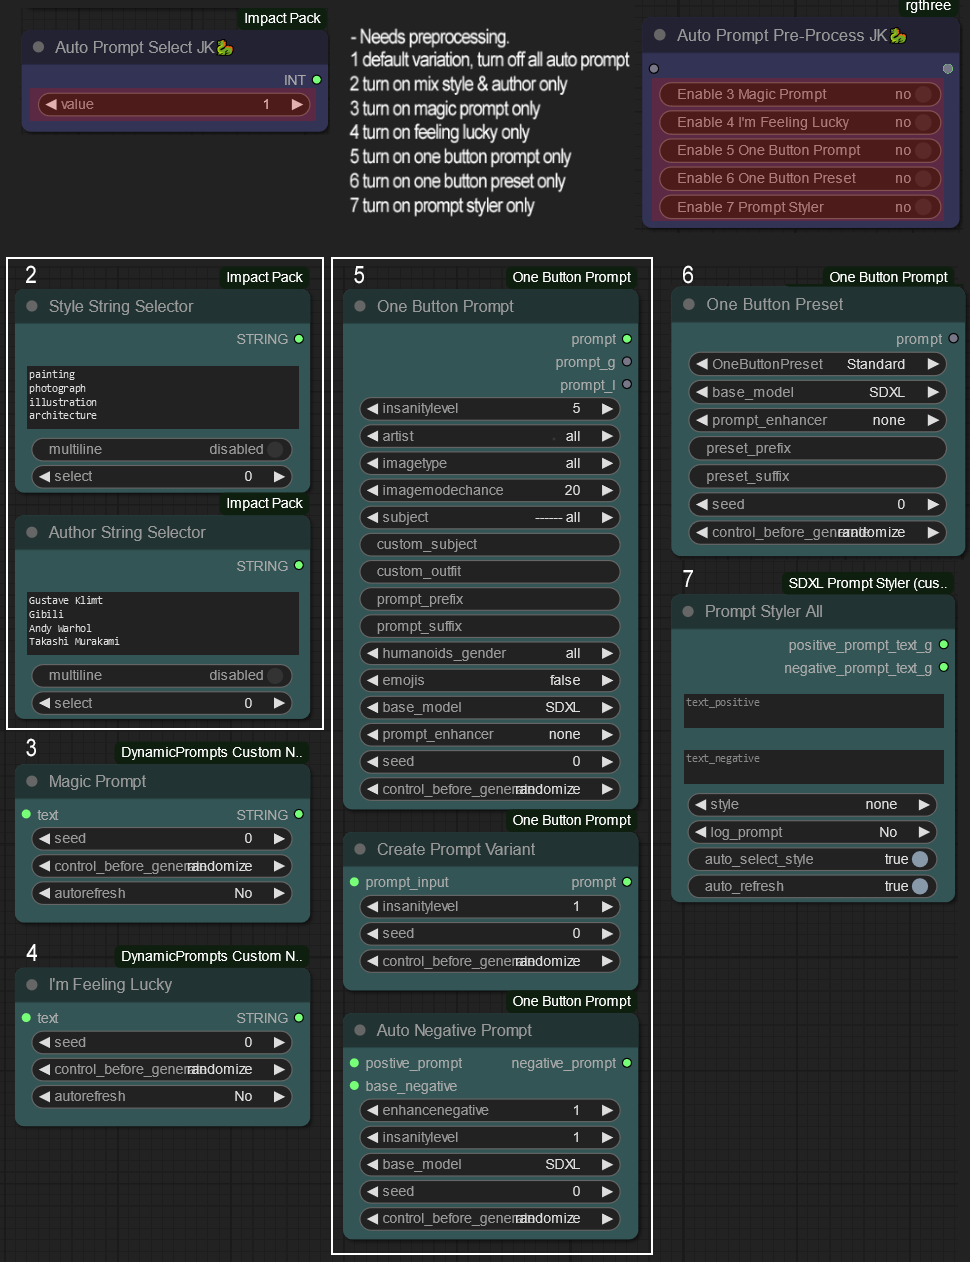 Impact Pack
Auto Prompt Select JK
INT
value 1
- Needs preprocessing.
1 default variation, turn off all auto prompt
2 turn on mix style & author only
3 turn on magic prompt only
4 turn on feeling lucky only
5 turn on one button prompt only
6 turn on one button preset only
7 turn on prompt styler only
rgthree
Auto Prompt Pre-Process JK
Enable 3 Magic Prompt no
Enable 4 I'm Feeling Lucky no
Enable 5 One Button Prompt no
Enable 6 One Button Preset no
Enable 7 Prompt Styler no
2
Impact Pack
Style String Selector
STRING
painting
photograph
illustration
architecture
multiline disabled
select 0
Impact Pack
Author String Selector
STRING
Gustave Klimt
Gibili
Andy Warhol
Takashi Murakami
multiline disabled
select 0
3
DynamicPrompts Custom N..
Magic Prompt
text STRING
seed 0
control_before_generate randomize
autorefresh No
4
DynamicPrompts Custom N..
I'm Feeling Lucky
text STRING
seed 0
control_before_generate randomize
autorefresh No
5
One Button Prompt
One Button Prompt
prompt
prompt_g
prompt_l
insanitylevel 5
artist all
imagetype all
imagemodechance 20
subject ------ all
custom_subject
custom_outfit
prompt_prefix
prompt_suffix
humanoids_gender all
emojis false
base_model SDXL
prompt_enhancer none
seed 0
control_before_generate randomize
One Button Prompt
Create Prompt Variant
prompt_input prompt
insanitylevel 1
seed 0
control_before_generate randomize
One Button Prompt
Auto Negative Prompt
postive_prompt negative_prompt
base_negative
enhancenegative 1
insanitylevel 1
base_model SDXL
seed 0
control_before_generate randomize
6
One Button Prompt
One Button Preset
prompt
OneButtonPreset Standard
base_model SDXL
prompt_enhancer none
preset_prefix
preset_suffix
seed 0
control_before_generate randomize
7
SDXL Prompt Styler (cus..
Prompt Styler All
positive_prompt_text_g
negative_prompt_text_g
text_positive
text_negative
style none
log_prompt No
auto_select_style true
auto_refresh true